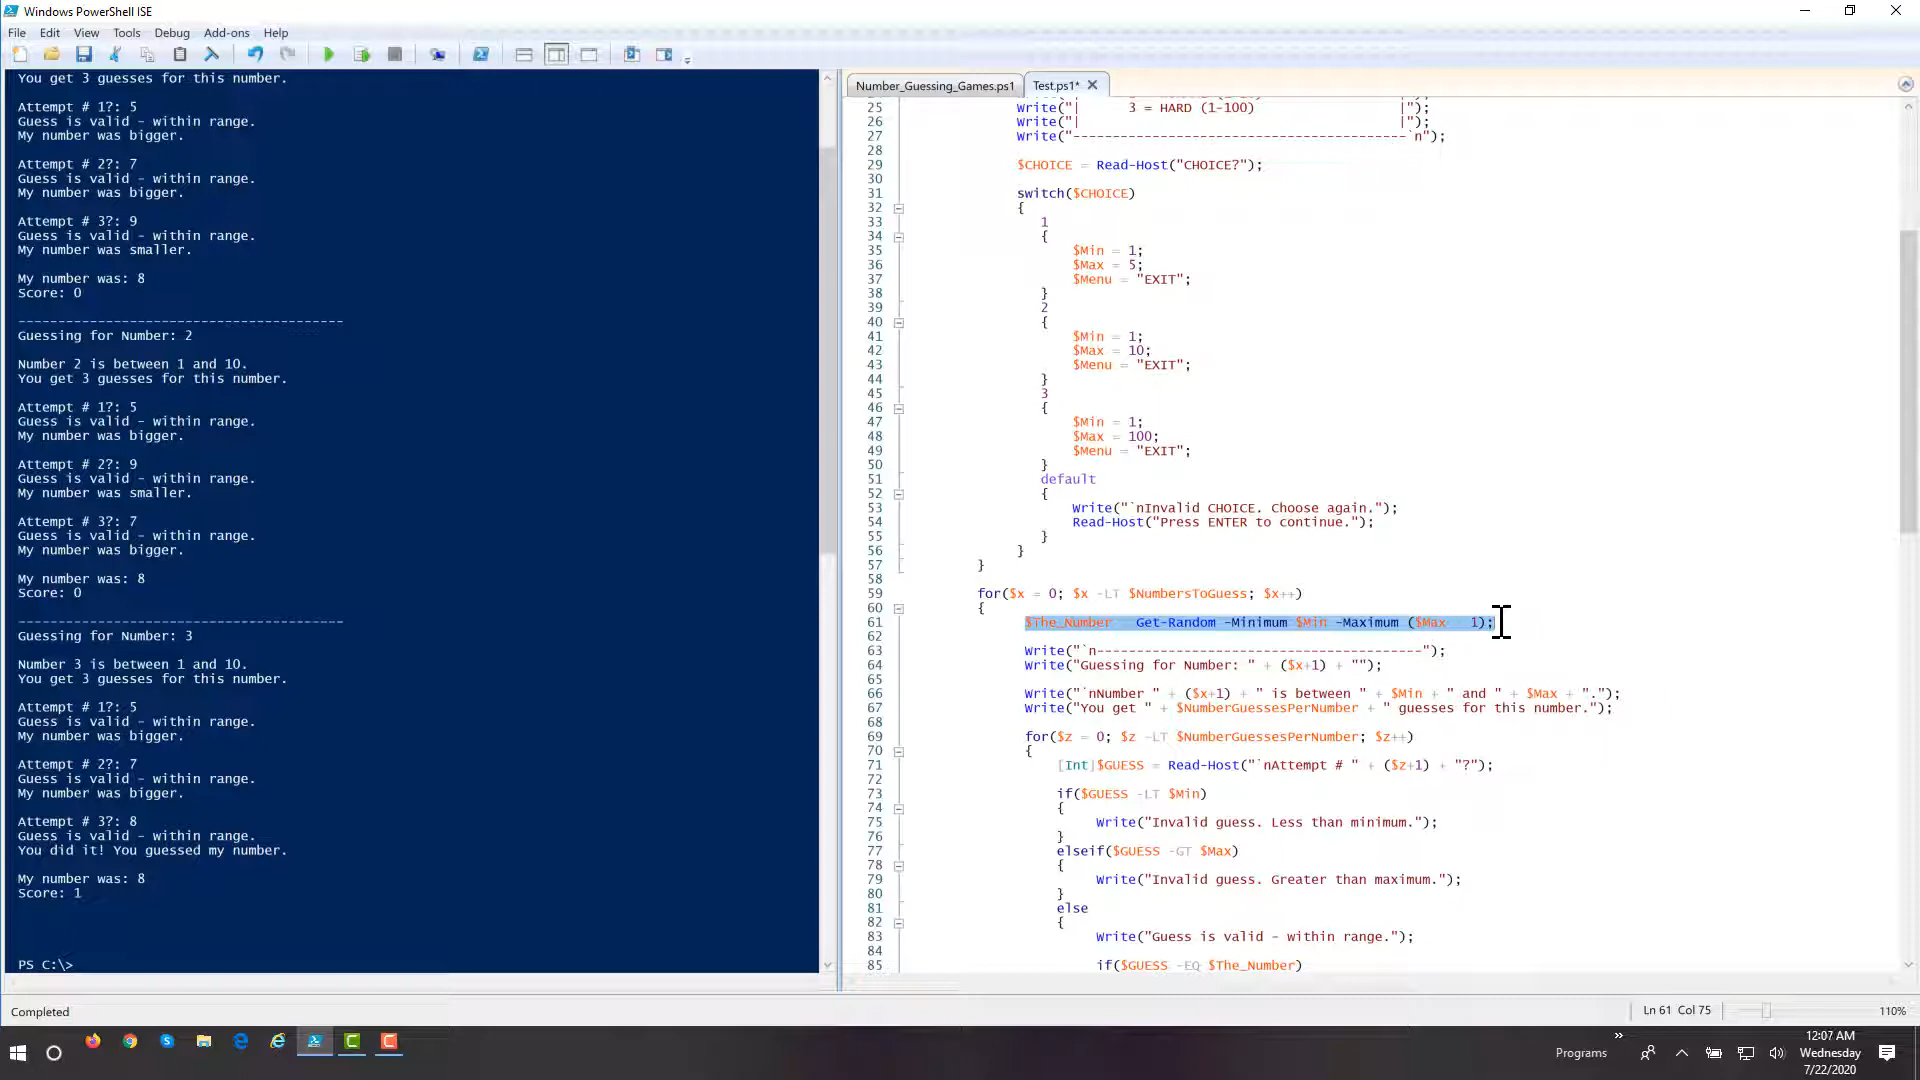 Windows PowerShell ISE
File Edit View Tools Debug Add-ons Help
You get 3 guesses for this number.
Attempt # 1?: 5
Guess is valid - within range.
My number was bigger.
Attempt # 2?: 7
Guess is valid - within range.
My number was bigger.
Attempt # 3?: 9
Guess is valid - within range.
My number was smaller.
My number was: 8
Score: 0
-----------------------------------------
Guessing for Number: 2
Number 2 is between 1 and 10.
You get 3 guesses for this number.
Attempt # 1?: 5
Guess is valid - within range.
My number was bigger.
Attempt # 2?: 9
Guess is valid - within range.
My number was smaller.
Attempt # 3?: 7
Guess is valid - within range.
My number was bigger.
My number was: 8
Score: 0
-----------------------------------------
Guessing for Number: 3
Number 3 is between 1 and 10.
You get 3 guesses for this number.
Attempt # 1?: 5
Guess is valid - within range.
My number was bigger.
Attempt # 2?: 7
Guess is valid - within range.
My number was bigger.
Attempt # 3?: 8
Guess is valid - within range.
You did it! You guessed my number.
My number was: 8
Score: 1
PS C:\>
Number_Guessing_Games.ps1 Test.ps1*
25 Write("| 3 = HARD (1-100) |");
26 Write("| |");
27 Write("------------------------------------------`n");
28
29 $CHOICE = Read-Host("CHOICE?");
30
31 switch($CHOICE)
32 {
33 1
34 {
35 $Min = 1;
36 $Max = 5;
37 $Menu = "EXIT";
38 }
39 2
40 {
41 $Min = 1;
42 $Max = 10;
43 $Menu = "EXIT";
44 }
45 3
46 {
47 $Min = 1;
48 $Max = 100;
49 $Menu = "EXIT";
50 }
51 default
52 {
53 Write("`nInvalid CHOICE. Choose again.");
54 Read-Host("Press ENTER to continue.");
55 }
56 }
57 }
58
59 for($x = 0; $x -LT $NumbersToGuess; $x++)
60 {
61 $The_Number Get-Random -Minimum $Min -Maximum ($Max 1);
62
63 Write("`n-----------------------------------------");
64 Write("Guessing for Number: " + ($x+1) + "");
65
66 Write("`nNumber " + ($x+1) + " is between " + $Min + " and " + $Max + ".");
67 Write("You get " + $NumberGuessesPerNumber + " guesses for this number.");
68
69 for($z = 0; $z -LT $NumberGuessesPerNumber; $z++)
70 {
71 [Int]$GUESS = Read-Host("`nAttempt # " + ($z+1) + "?");
72
73 if($GUESS -LT $Min)
74 {
75 Write("Invalid guess. Less than minimum.");
76 }
77 elseif($GUESS -GT $Max)
78 {
79 Write("Invalid guess. Greater than maximum.");
80 }
81 else
82 {
83 Write("Guess is valid - within range.");
84
85 if($GUESS -EQ $The_Number)
Completed Ln 61 Col 75 110%
Programs
12:07 AM
Wednesday
7/22/2020